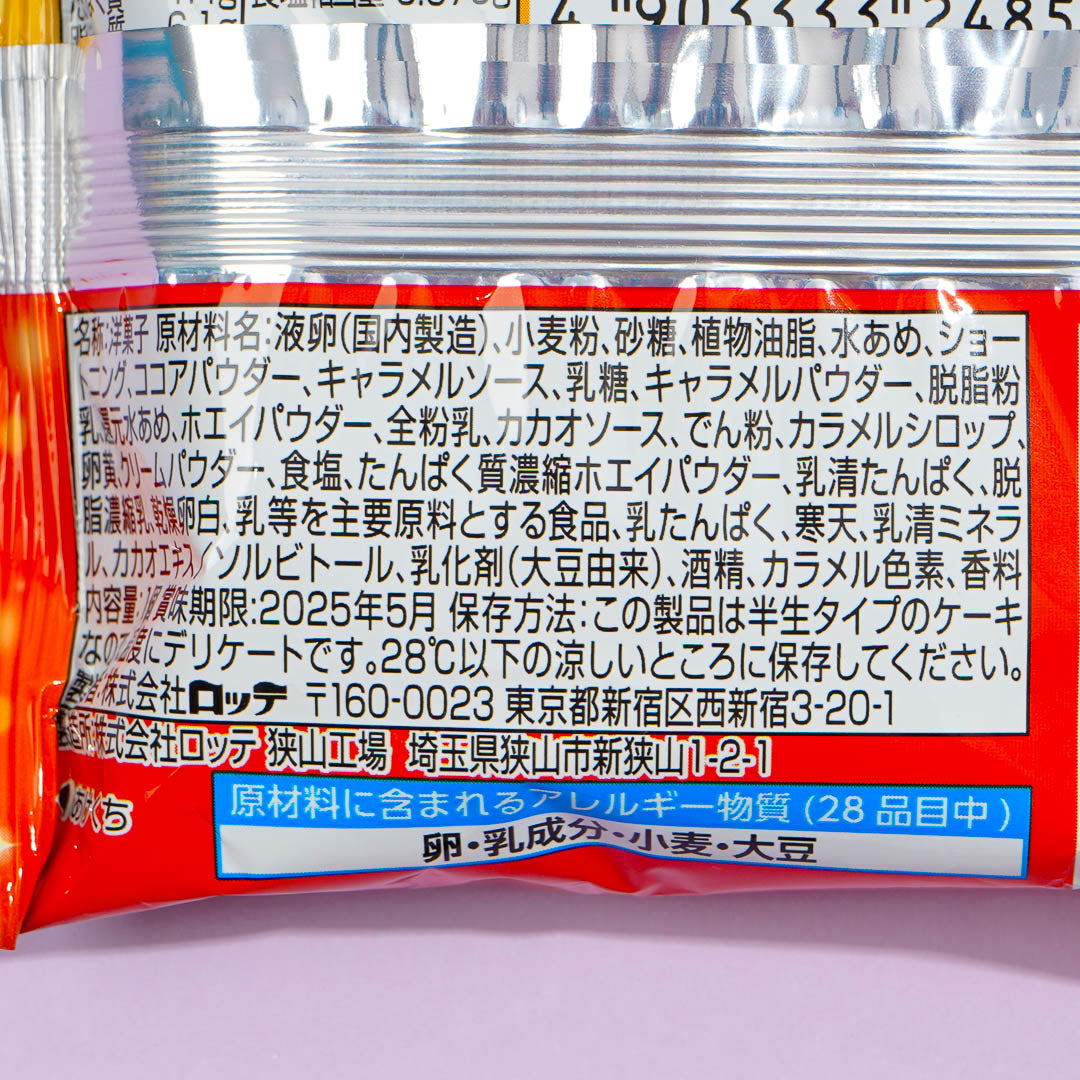 4 "903333"2485
名称:洋菓子 原材料名:液卵(国内製造)、小麦粉、砂糖、植物油脂、水あめ、ショー
トニング、ココアパウダー、キャラメルソース、乳糖、キャラメルパウダー、脱脂粉
乳、還元水あめ、ホエイパウダー、全粉乳、カカオソース、でん粉、カラメルシロップ、
卵黄、クリームパウダー、食塩、たんぱく質濃縮ホエイパウダー、乳清たんぱく、脱
脂濃縮乳、乾燥卵白、乳等を主要原料とする食品、乳たんぱく、寒天、乳清ミネラ
ル、カカオエキス/ソルビトール、乳化剤(大豆由来)、酒精、カラメル色素、香料
内容量:1個 賞味期限:2025年5月 保存方法:この製品は半生タイプのケーキ
なので温度にデリケートです。28℃以下の涼しいところに保存してください。
株式会社ロッテ 〒160-0023 東京都新宿区西新宿3-20-1
製造所:株式会社ロッテ 狭山工場 埼玉県狭山市新狭山1-2-1
あけくち
原材料に含まれるアレルギー物質(28品目中)
卵・乳成分・小麦・大豆